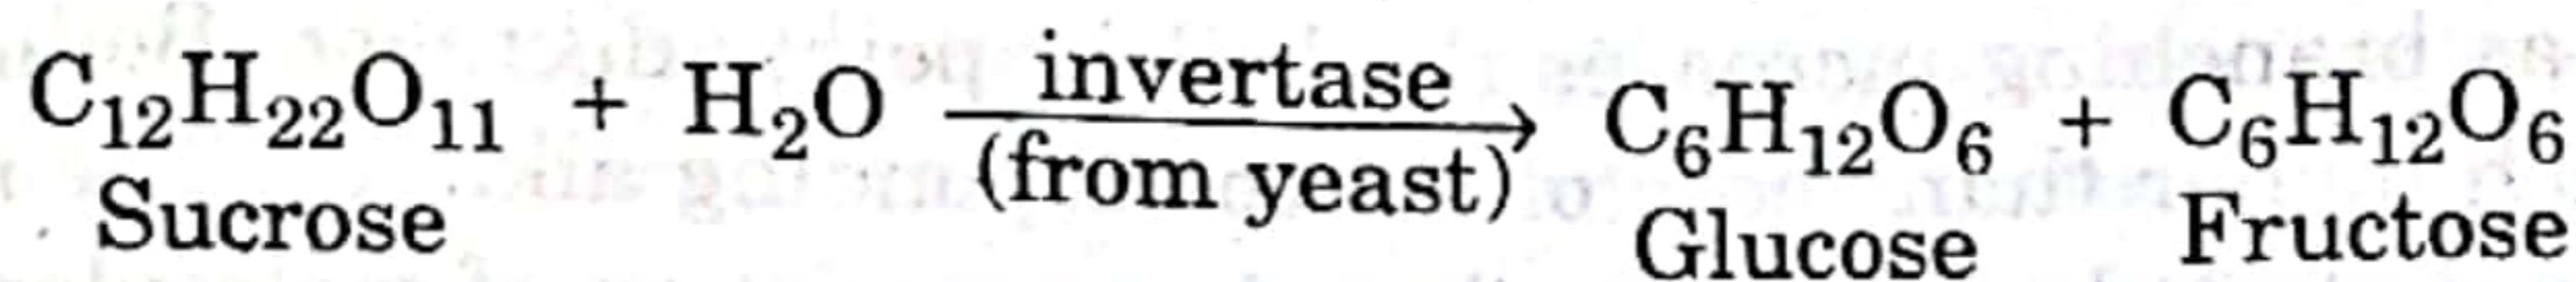 invertase
C₁₂H₂₂O₁₁ + H₂O → C₆H₁₂O₆ + C₆H₁₂O₆
(from yeast)
Sucrose Glucose Fructose